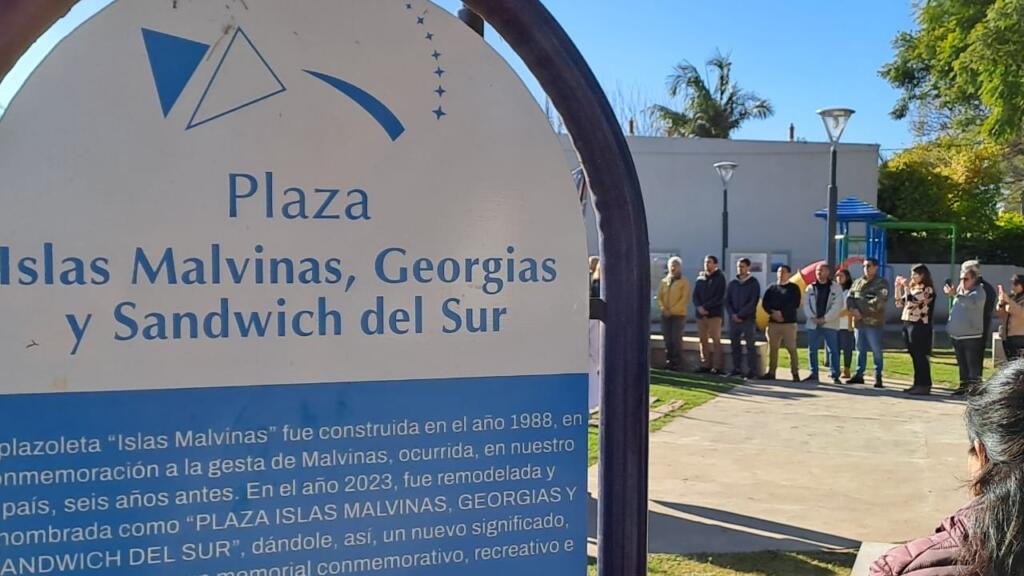 Plaza
Islas Malvinas, Georgias
y Sandwich del Sur
plazoleta “Islas Malvinas” fue construida en el año 1988, en
onmemoración a la gesta de Malvinas, ocurrida, en nuestro
país, seis años antes. En el año 2023, fue remodelada y
nombrada como “PLAZA ISLAS MALVINAS, GEORGIAS Y
ANDWICH DEL SUR”, dándole, así, un nuevo significado,
memorial conmemorativo, recreativo e